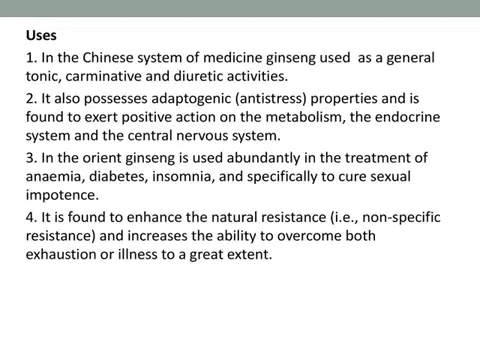 Uses
1. In the Chinese system of medicine ginseng used  as a general
tonic, carminative and diuretic activities.
2. It also possesses adaptogenic (antistress) properties and is
found to exert positive action on the metabolism, the endocrine
system and the central nervous system.
3. In the orient ginseng is used abundantly in the treatment of
anaemia, diabetes, insomnia, and specifically to cure sexual
impotence.
4. It is found to enhance the natural resistance (i.e., non-specific
resistance) and increases the ability to overcome both
exhaustion or illness to a great extent.